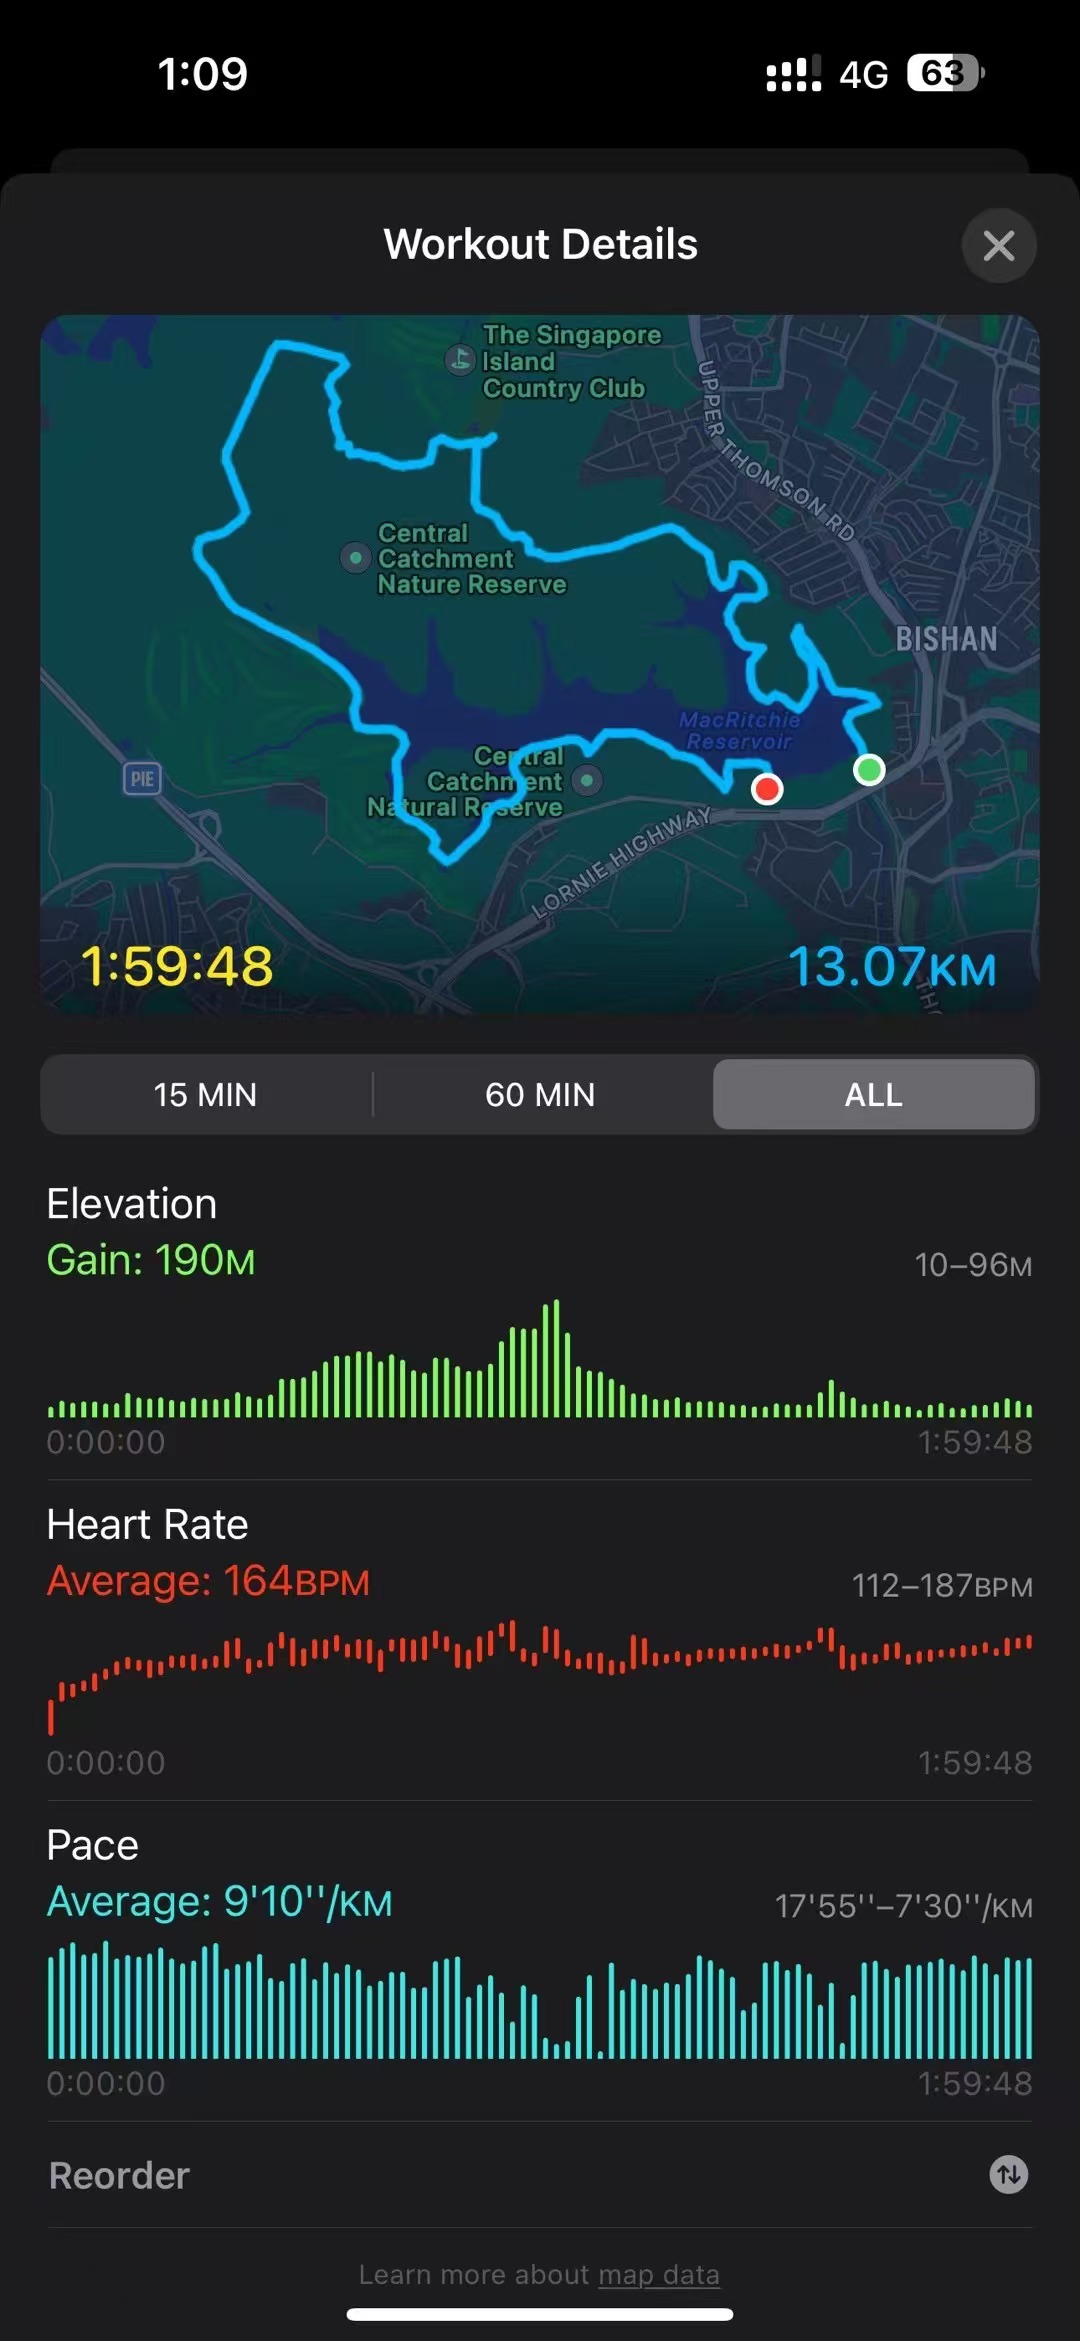 1:09
4G
63
Workout Details
The Singapore
Island
Country Club
UPPER THOMSON RD
Central
Catchment
Nature Reserve
BISHAN
MacRitchie
Reservoir
PIE
Central
Catchment
Natural Reserve
LORNIE HIGHWAY
1:59:48
13.07KM
15 MIN
60 MIN
ALL
Elevation
Gain: 190M
10–96M
0:00:00
1:59:48
Heart Rate
Average: 164BPM
112–187BPM
0:00:00
1:59:48
Pace
Average: 9'10''/KM
17'55''–7'30''/KM
0:00:00
1:59:48
Reorder
Learn more about map data